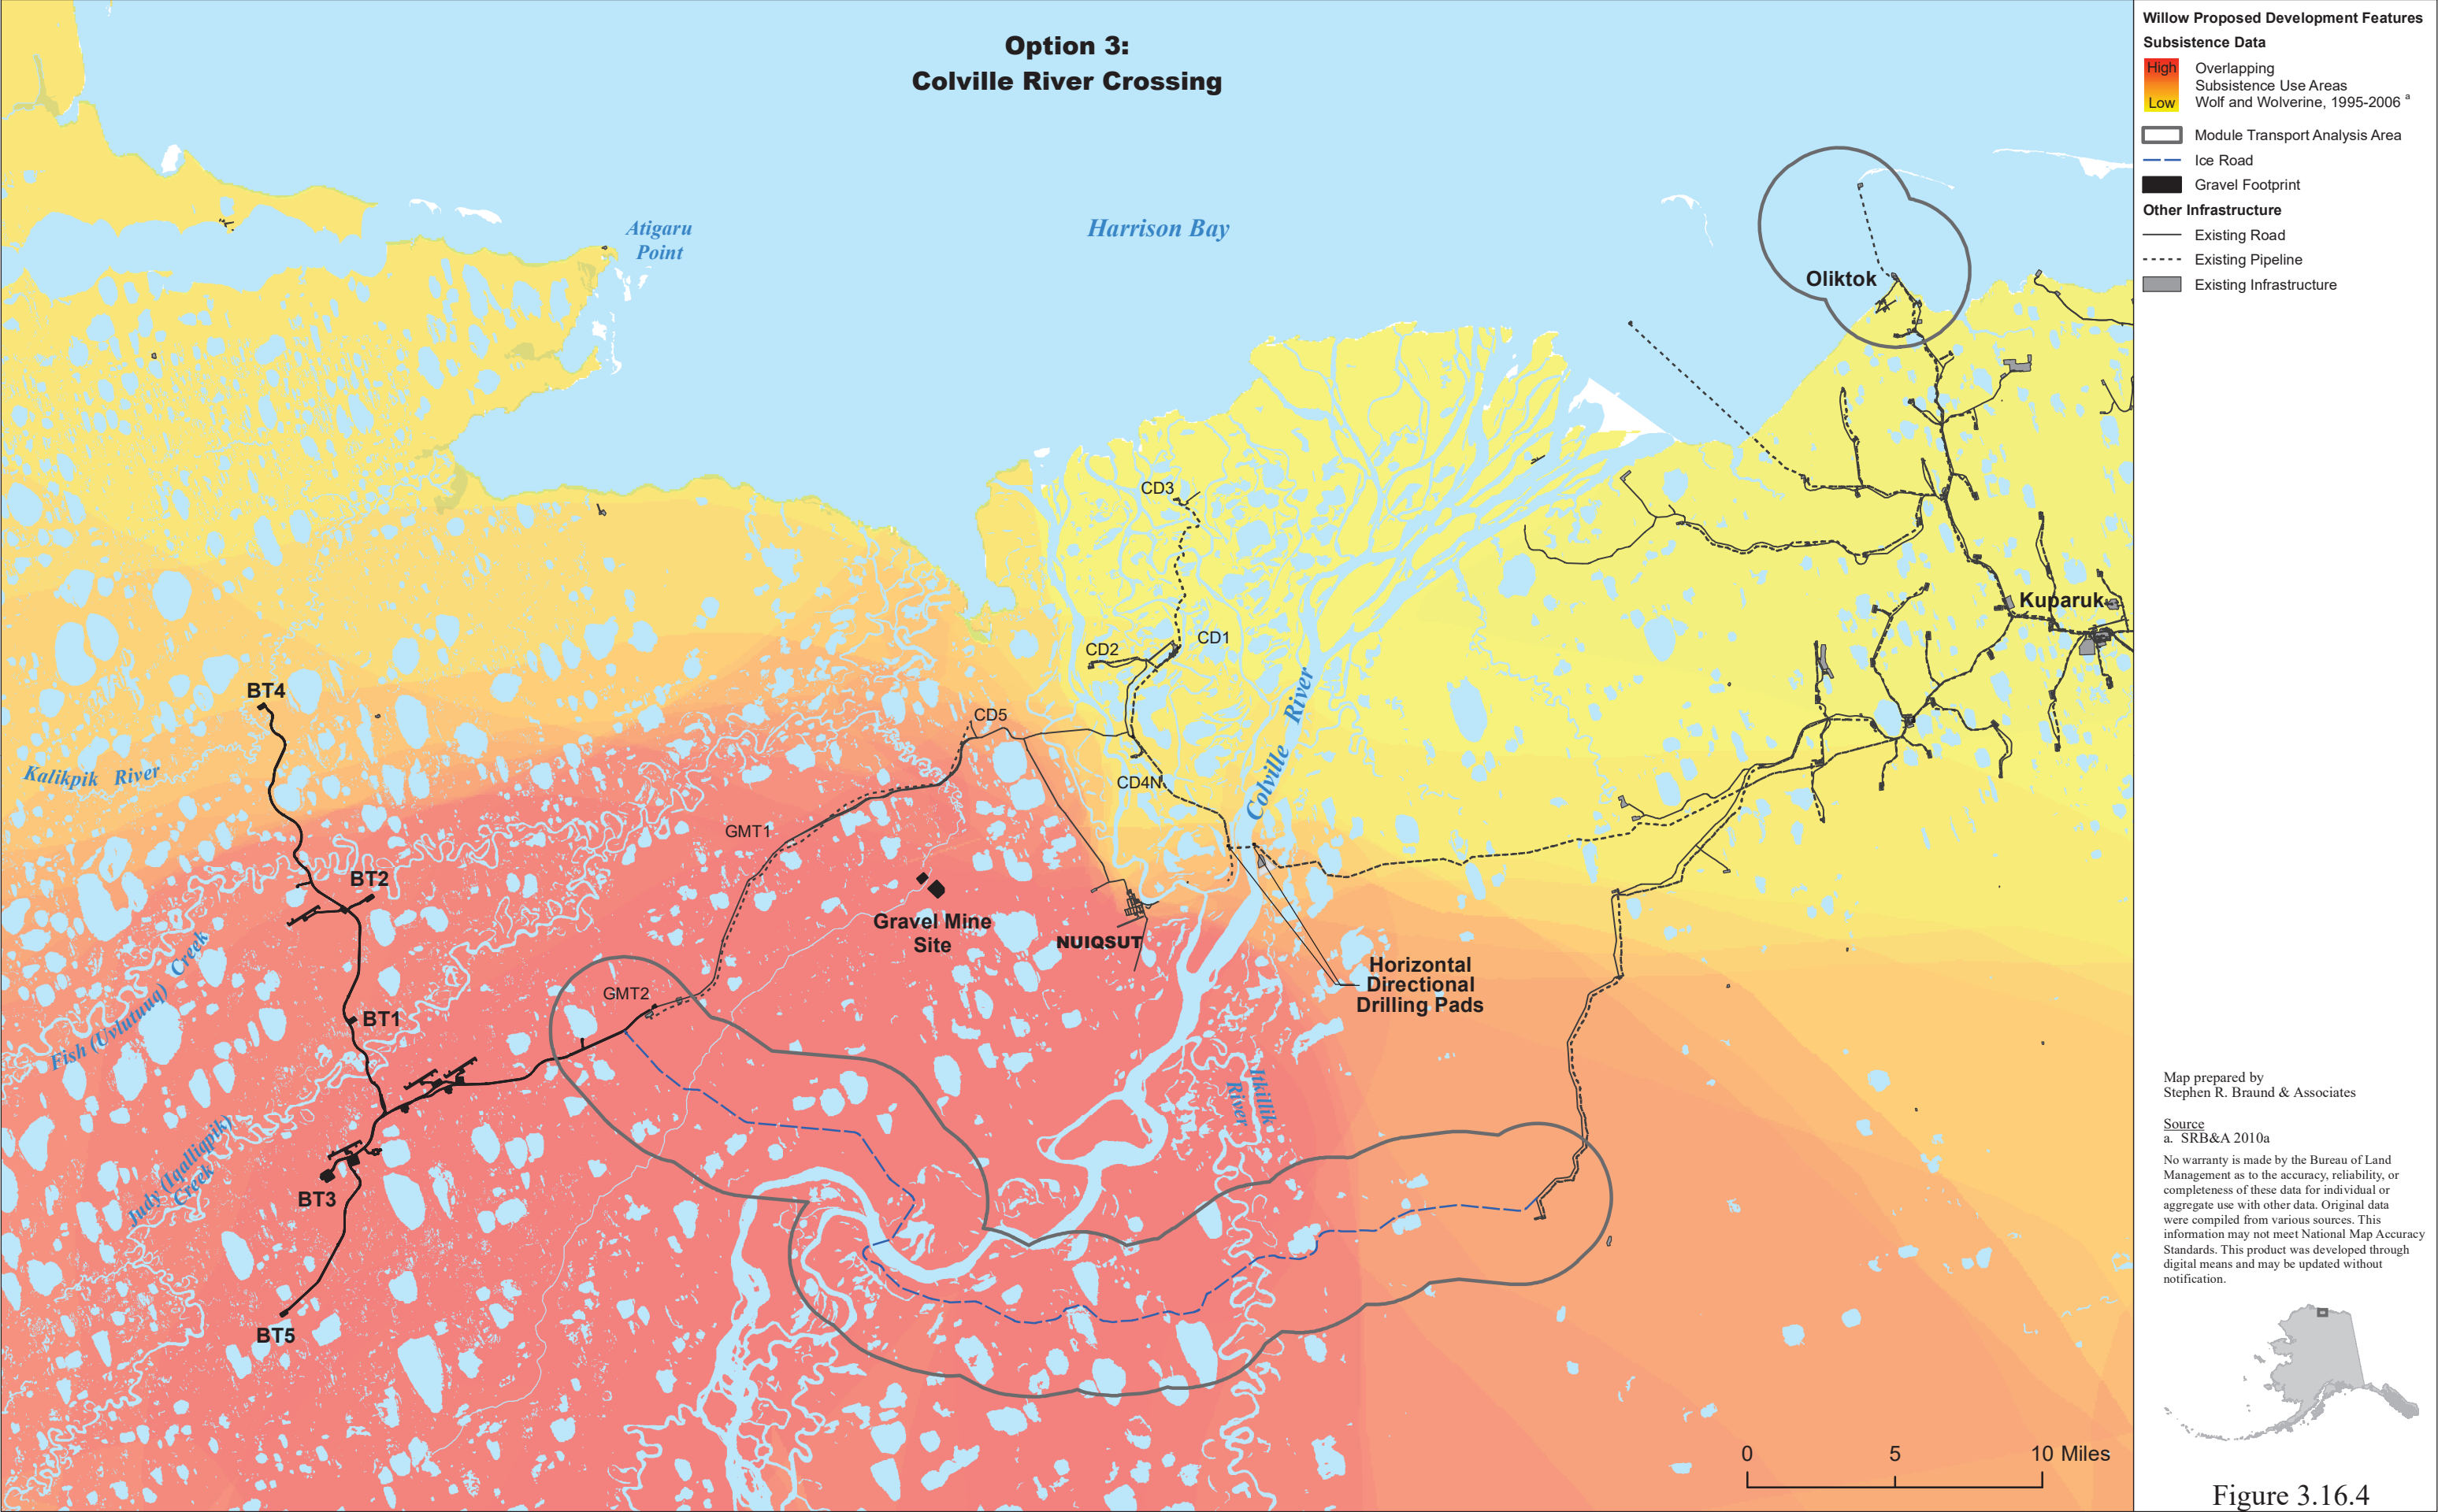 Option 3:
Colville River Crossing
Atigaru
Point
Harrison Bay
Oliktok
CD3
CD2
CD1
Kuparuk
Colville River
BT4
CD5
Kalikpik River
CD4N
GMT1
BT2
Gravel Mine
Site
NUIQSUT
Horizontal
Directional
Drilling Pads
Fish (Uvlutuuq) Creek
GMT2
BT1
Itkillik
River
Judy (Iqalliqpik)
Creek
BT3
BT5
0 5 10 Miles
Willow Proposed Development Features
Subsistence Data
High
Low
Overlapping
Subsistence Use Areas
Wolf and Wolverine, 1995-2006 a
Module Transport Analysis Area
Ice Road
Gravel Footprint
Other Infrastructure
Existing Road
Existing Pipeline
Existing Infrastructure
Map prepared by
Stephen R. Braund & Associates
Source
a. SRB&A 2010a
No warranty is made by the Bureau of Land
Management as to the accuracy, reliability, or
completeness of these data for individual or
aggregate use with other data. Original data
were compiled from various sources. This
information may not meet National Map Accuracy
Standards. This product was developed through
digital means and may be updated without
notification.
Figure 3.16.4